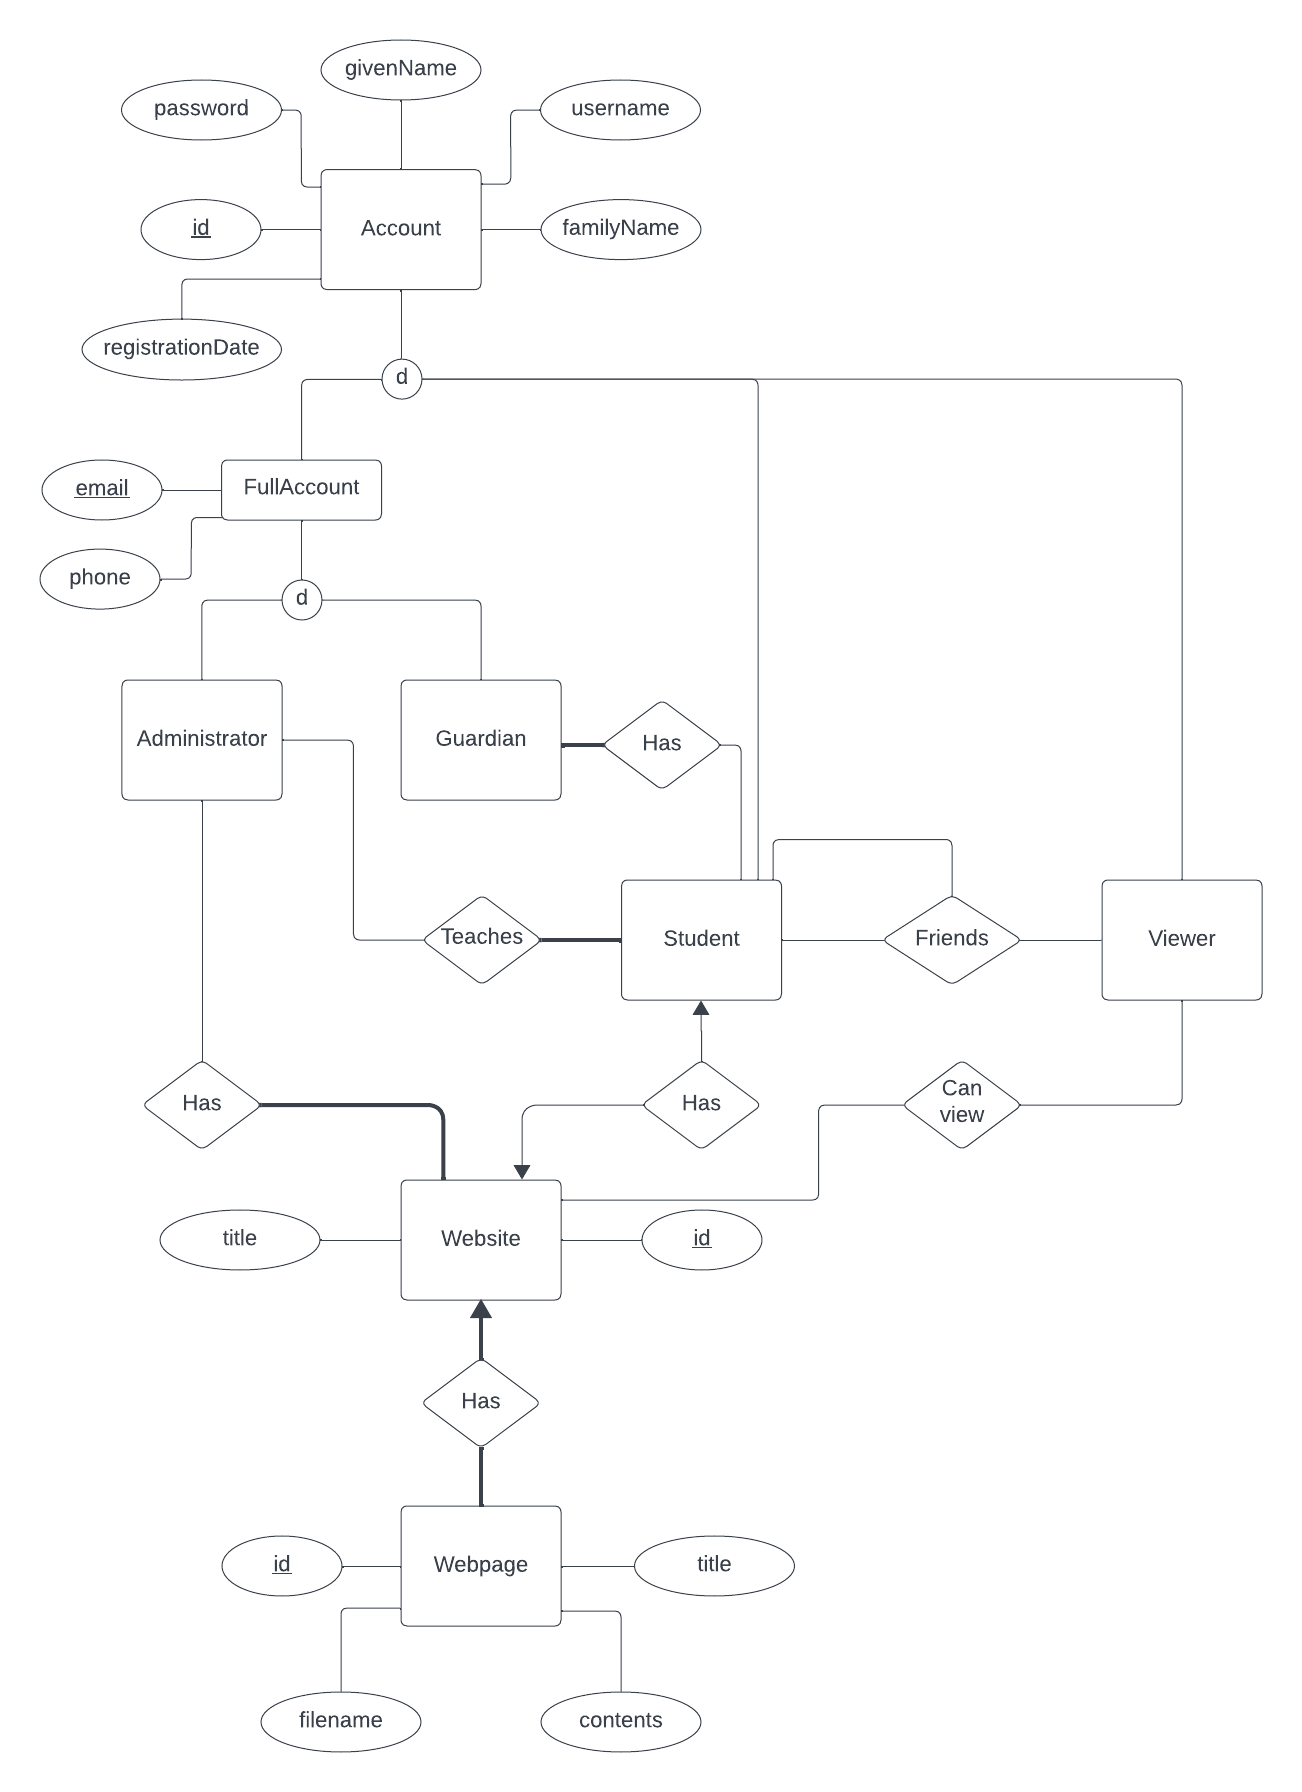 givenName
password
username
Account
id
familyName
registrationDate
d
FullAccount
email
phone
d
Administrator
Guardian
Has
Teaches
Student
Friends
Viewer
Has
Has
Can
view
title
Website
id
Has
id
Webpage
title
filename
contents